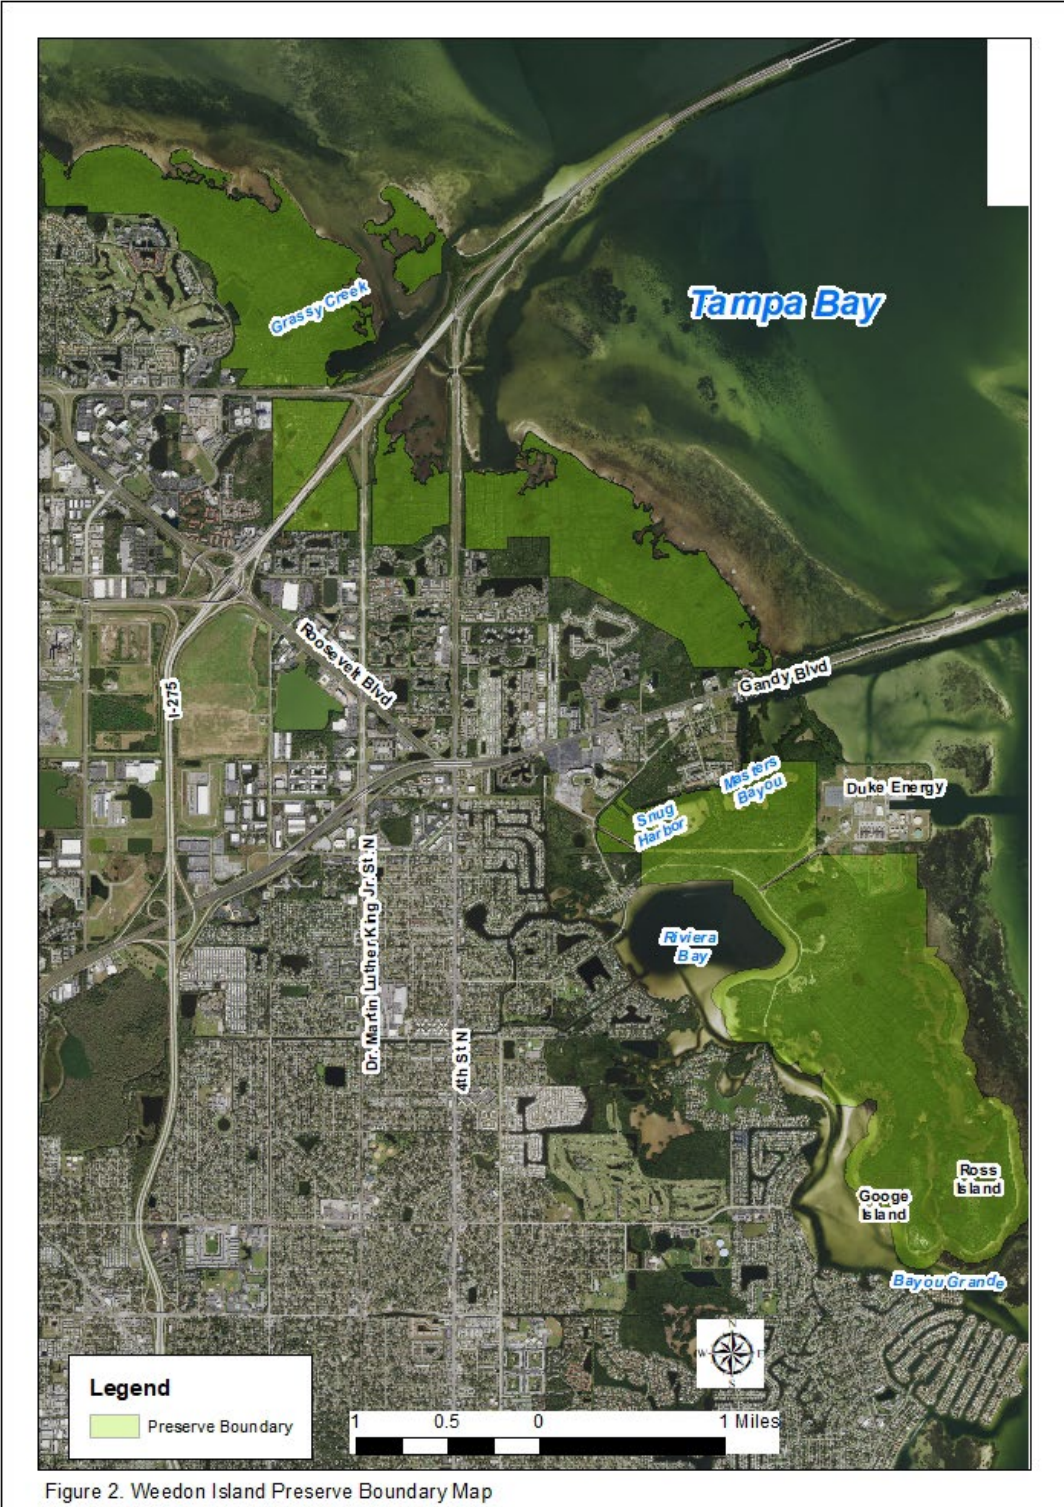 Grassy Creek
Tampa Bay
Roosevelt Blvd
I-275
Gandy Blvd
Masters
Bayou
Duke Energy
Snug
Harbor
Dr. Martin Luther King Jr. St. N
Riviera
Bay
4th St N
Ross
Island
Googe
Island
Bayou Grande
N
W
E
S
Legend
Preserve Boundary
1 0.5 0 1 Miles
Figure 2. Weedon Island Preserve Boundary Map